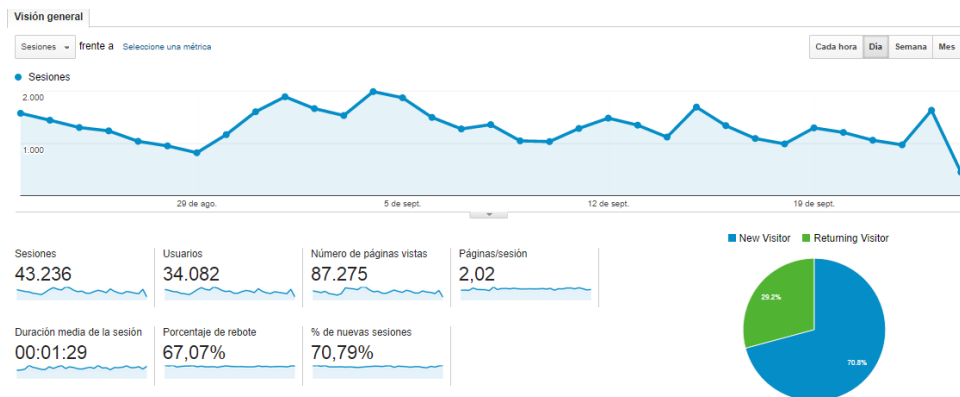 Visión general
Sesiones frente a Seleccione una métrica
Cada hora Día Semana Mes
Sesiones
2.000
1.000
29 de ago. 5 de sept. 12 de sept. 19 de sept.
New Visitor Returning Visitor
Sesiones Usuarios Número de páginas vistas Páginas/sesión
43.236 34.082 87.275 2,02
29.2%
70.8%
Duración media de la sesión Porcentaje de rebote % de nuevas sesiones
00:01:29 67,07% 70,79%